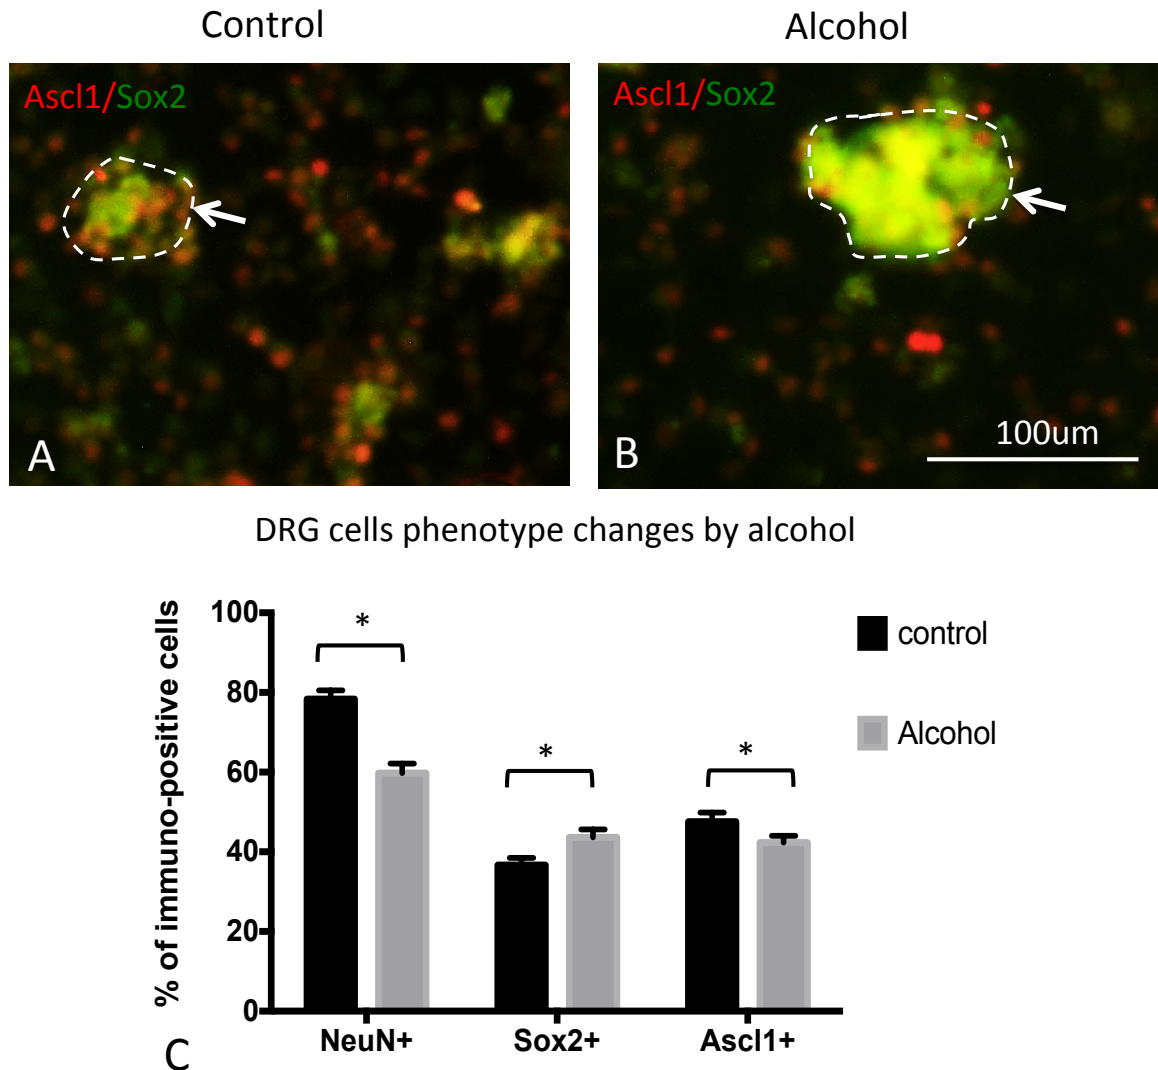 Control
Alcohol
Ascl1/Sox2
Ascl1/Sox2
A
B
100um
DRG cells phenotype changes by alcohol
% of immuno-positive cells
100
80
60
40
20
0
*
*
*
control
Alcohol
NeuN+
Sox2+
Ascl1+
C